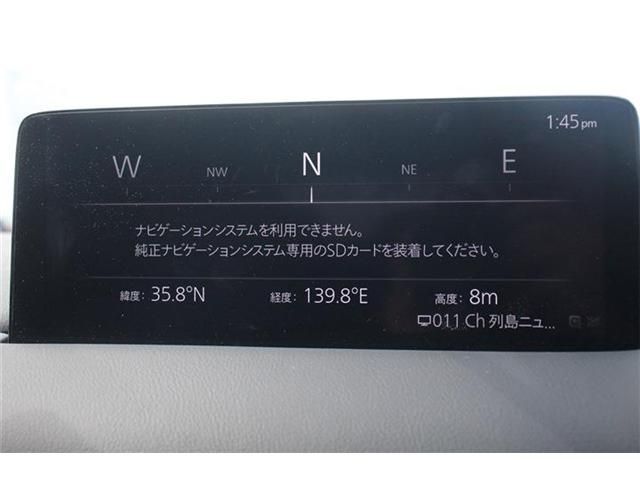 1:45pm
W NW N NE E
ナビゲーションシステムを利用できません。
純正ナビゲーションシステム専用のSDカードを装着してください。
緯度: 35.8°N 経度: 139.8°E 高度: 8m
011 Ch 列島ニュ...